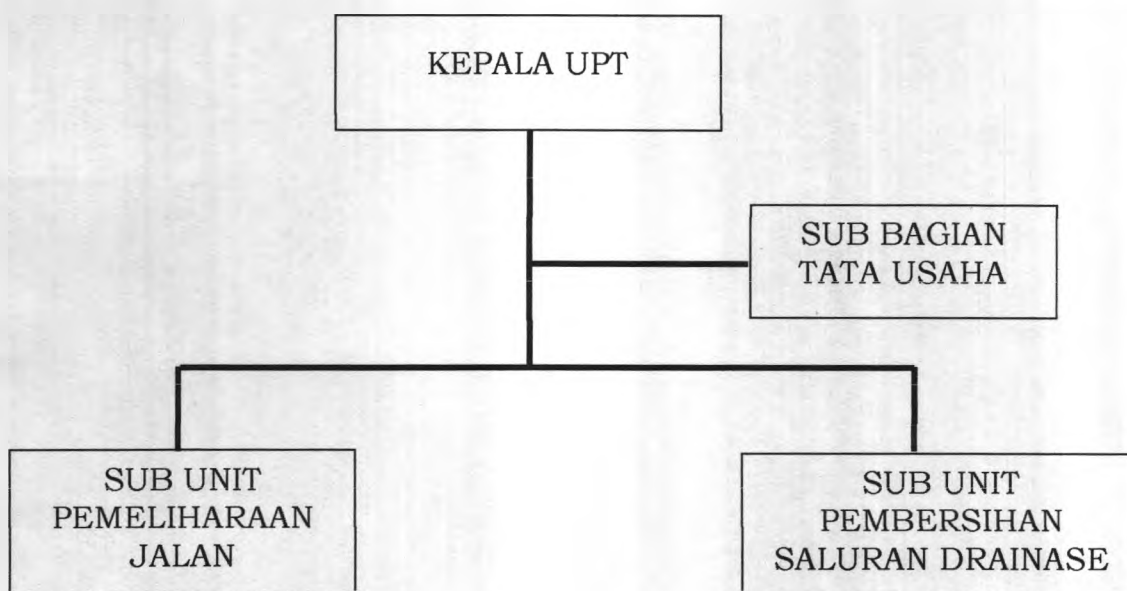 KEPALA UPT
SUB BAGIAN
TATA USAHA
SUB UNIT
PEMELIHARAAN
JALAN
SUB UNIT
PEMBERSIHAN
SALURAN DRAINASE